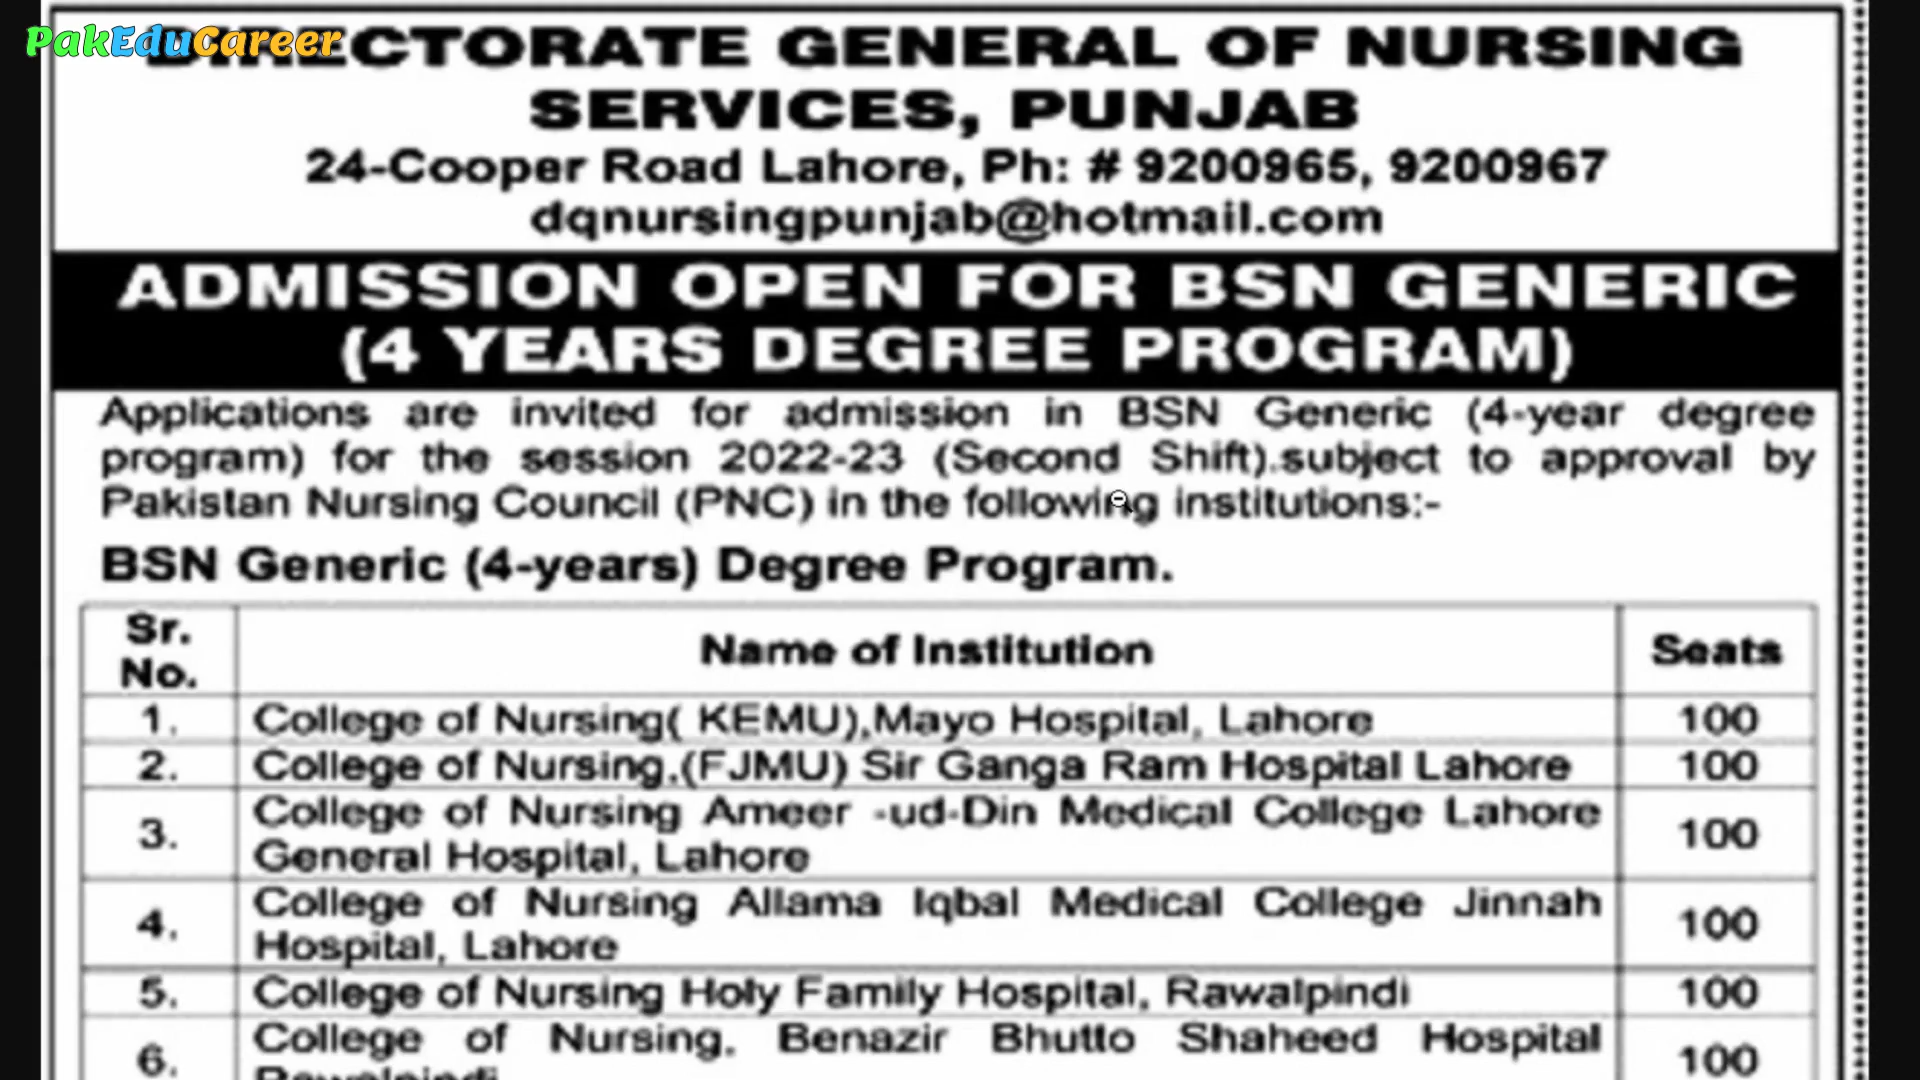 PakEduCareer
DIRECTORATE GENERAL OF NURSING
SERVICES, PUNJAB
24-Cooper Road Lahore, Ph: # 9200965, 9200967
dqnursingpunjab@hotmail.com
ADMISSION OPEN FOR BSN GENERIC
(4 YEARS DEGREE PROGRAM)
Applications are invited for admission in BSN Generic (4-year degree
program) for the session 2022-23 (Second Shift).subject to approval by
Pakistan Nursing Council (PNC) in the following institutions:-
BSN Generic (4-years) Degree Program.
Sr. No. Name of Institution Seats
1. College of Nursing( KEMU),Mayo Hospital, Lahore 100
2. College of Nursing,(FJMU) Sir Ganga Ram Hospital Lahore 100
3. College of Nursing Ameer -ud-Din Medical College Lahore
General Hospital, Lahore 100
4. College of Nursing Allama Iqbal Medical College Jinnah
Hospital, Lahore 100
5. College of Nursing Holy Family Hospital, Rawalpindi 100
6. College of Nursing, Benazir Bhutto Shaheed Hospital
Rawalpindi 100